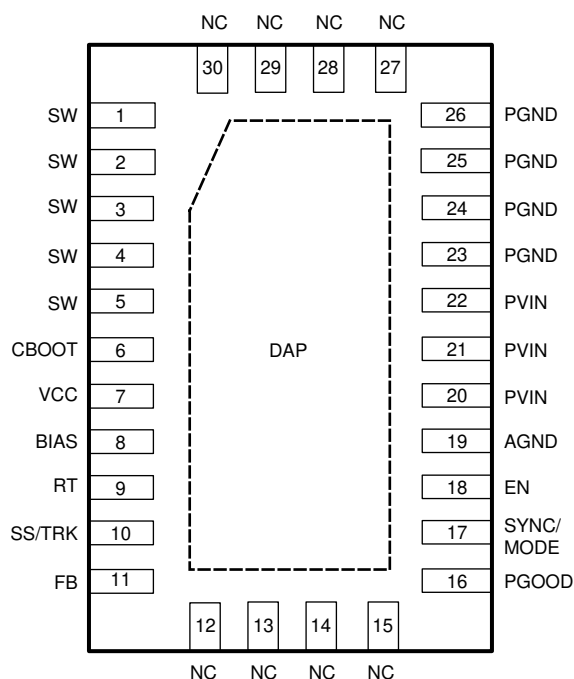 NC NC NC NC
30 29 28 27
SW 1 26 PGND
SW 2 25 PGND
SW 3 24 PGND
SW 4 23 PGND
SW 5 22 PVIN
CBOOT 6 DAP 21 PVIN
VCC 7 20 PVIN
BIAS 8 19 AGND
RT 9 18 EN
SS/TRK 10 17 SYNC/
MODE
FB 11 16 PGOOD
12 13 14 15
NC NC NC NC